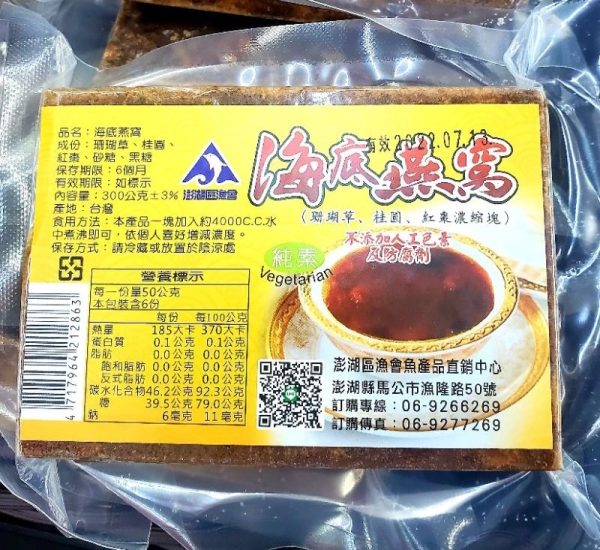 品名：海底燕窩
成份：珊瑚草、桂圓、
紅棗、砂糖、黑糖
保存期限：6個月
有效期限：如標示
內容量：300公克±3%
產地：台灣
食用方法：本產品一塊加入約4000C.C.水
中煮沸即可，依個人喜好增減濃度。
保存方式：請冷藏或放置於陰涼處
澎湖區漁會
有效2022.07.13
海底燕窩
（珊瑚草、桂圓、紅棗濃縮塊）
不添加人工色素
及防腐劑
純素
Vegetarian
營養標示
每一份量50公克
本包裝含6份
每份 每100公克
熱量 185大卡 370大卡
蛋白質 0.1公克 0.1公克
脂肪 0.0公克 0.0公克
飽和脂肪 0.0公克 0.0公克
反式脂肪 0.0公克 0.0公克
碳水化合物46.2公克 92.3公克
糖 39.5公克 79.0公克
鈉 6毫克 11毫克
4 717964 212863
澎湖區漁會魚產品直銷中心
澎湖縣馬公市漁隆路50號
訂購專線：06-9266269
訂購傳真：06-9277269